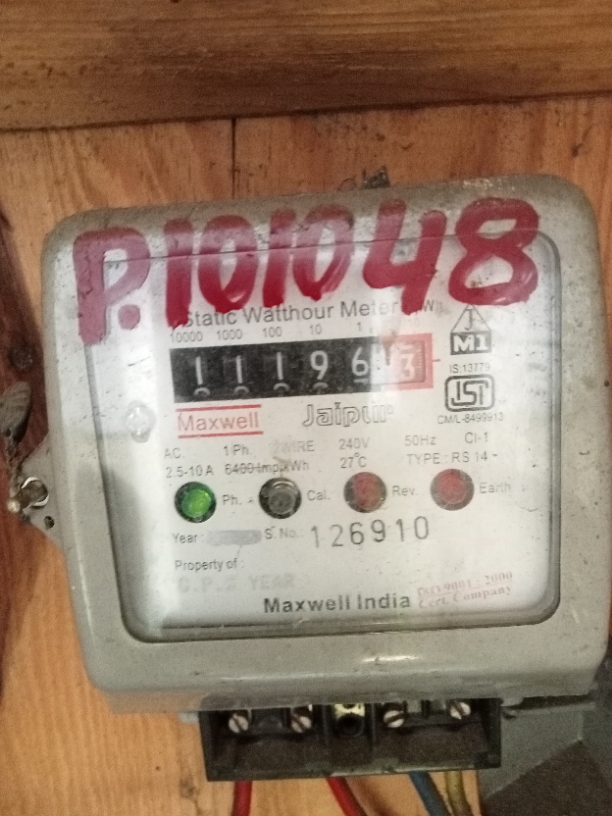 P.101048
Static Watthour Meter
10000 1000 100 10 1
1 1 1 9 6 3
M1
IS:13779
ISI
CM/L-8499913
Maxwell Jaipur
AC. 1 Ph. WIRE 240V 50Hz Cl-1
2.5-10 A 6400 Imp/kWh 27°C TYPE: RS 14 -
Ph. Cal. Rev. Earth
Year: S. No.: 126910
Property of:
YEAR
Maxwell India
ISO 9001 : 2000
Cert. Company